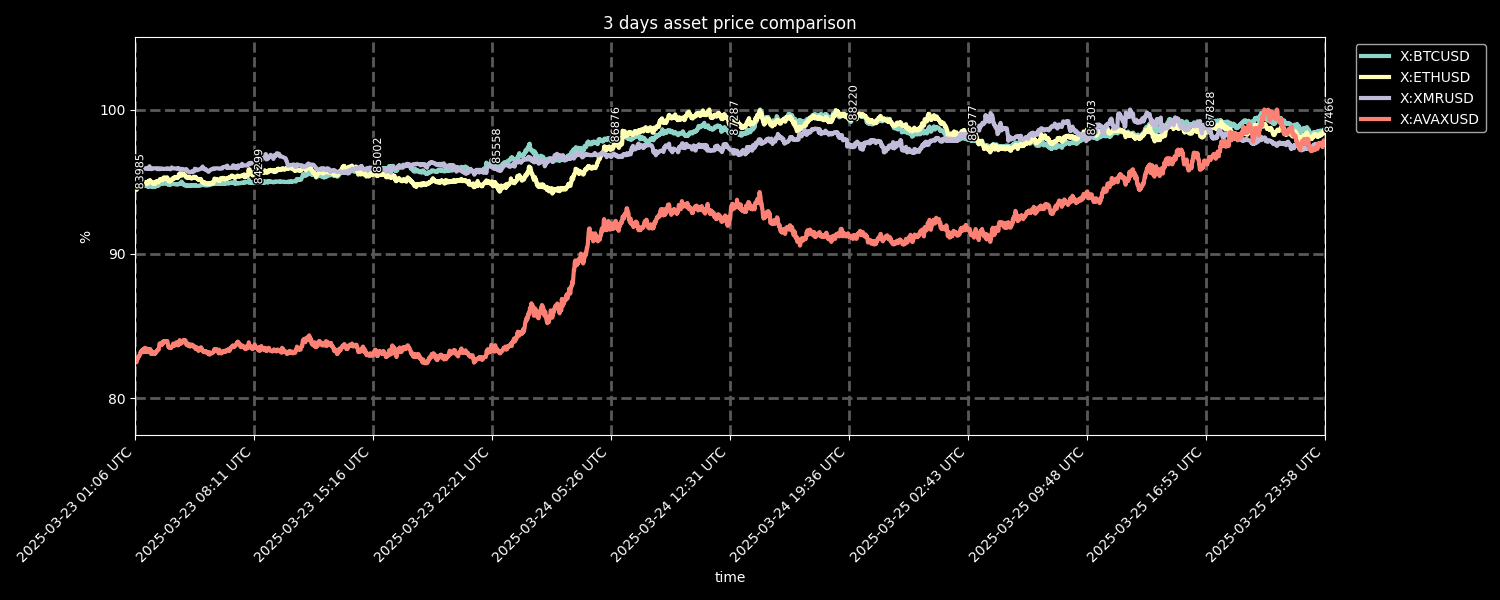 3 days asset price comparison
X:BTCUSD
X:ETHUSD
X:XMRUSD
X:AVAXUSD
%
100
90
80
83985
84299
85002
85558
86876
87287
88220
86977
87303
87828
87466
2025-03-23 01:06 UTC
2025-03-23 08:11 UTC
2025-03-23 15:16 UTC
2025-03-23 22:21 UTC
2025-03-24 05:26 UTC
2025-03-24 12:31 UTC
2025-03-24 19:36 UTC
2025-03-25 02:43 UTC
2025-03-25 09:48 UTC
2025-03-25 16:53 UTC
2025-03-25 23:58 UTC
time